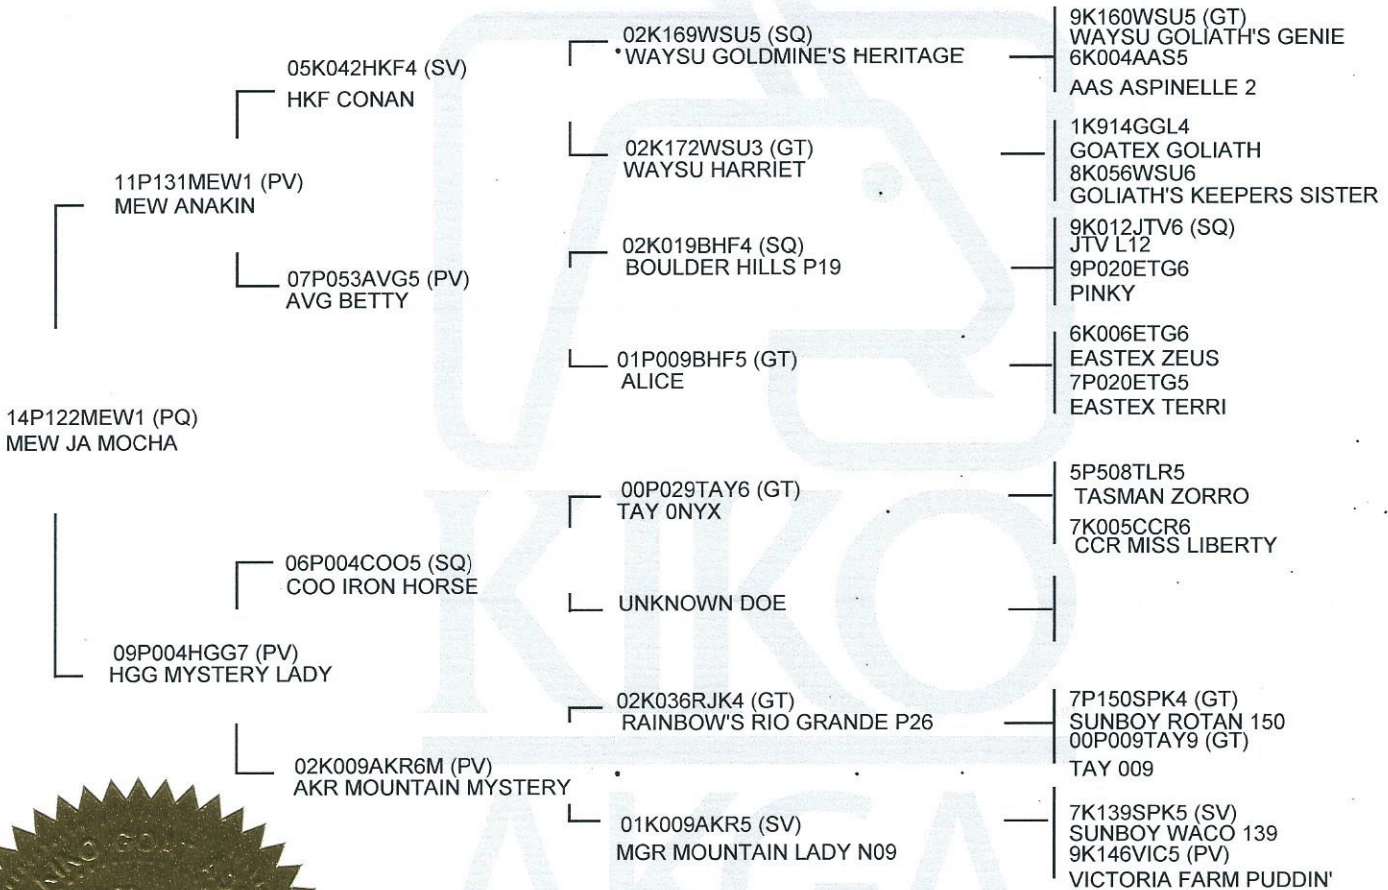 14P122MEW1 (PQ)
MEW JA MOCHA
11P131MEW1 (PV)
MEW ANAKIN
09P004HGG7 (PV)
HGG MYSTERY LADY
05K042HKF4 (SV)
HKF CONAN
07P053AVG5 (PV)
AVG BETTY
06P004COO5 (SQ)
COO IRON HORSE
02K009AKR6M (PV)
AKR MOUNTAIN MYSTERY
02K169WSU5 (SQ)
WAYSU GOLDMINE'S HERITAGE
02K172WSU3 (GT)
WAYSU HARRIET
02K019BHF4 (SQ)
BOULDER HILLS P19
01P009BHF5 (GT)
ALICE
00P029TAY6 (GT)
TAY 0NYX
UNKNOWN DOE
02K036RJK4 (GT)
RAINBOW'S RIO GRANDE P26
01K009AKR5 (SV)
MGR MOUNTAIN LADY N09
9K160WSU5 (GT)
WAYSU GOLIATH'S GENIE
6K004AAS5
AAS ASPINELLE 2
1K914GGL4
GOATEX GOLIATH
8K056WSU6
GOLIATH'S KEEPERS SISTER
9K012JTV6 (SQ)
JTV L12
9P020ETG6
PINKY
6K006ETG6
EASTEX ZEUS
7P020ETG5
EASTEX TERRI
5P508TLR5
TASMAN ZORRO
7K005CCR6
CCR MISS LIBERTY
7P150SPK4 (GT)
SUNBOY ROTAN 150
00P009TAY9 (GT)
TAY 009
7K139SPK5 (SV)
SUNBOY WACO 139
9K146VIC5 (PV)
VICTORIA FARM PUDDIN'
KIKO
AKGA
KIKO GOAT